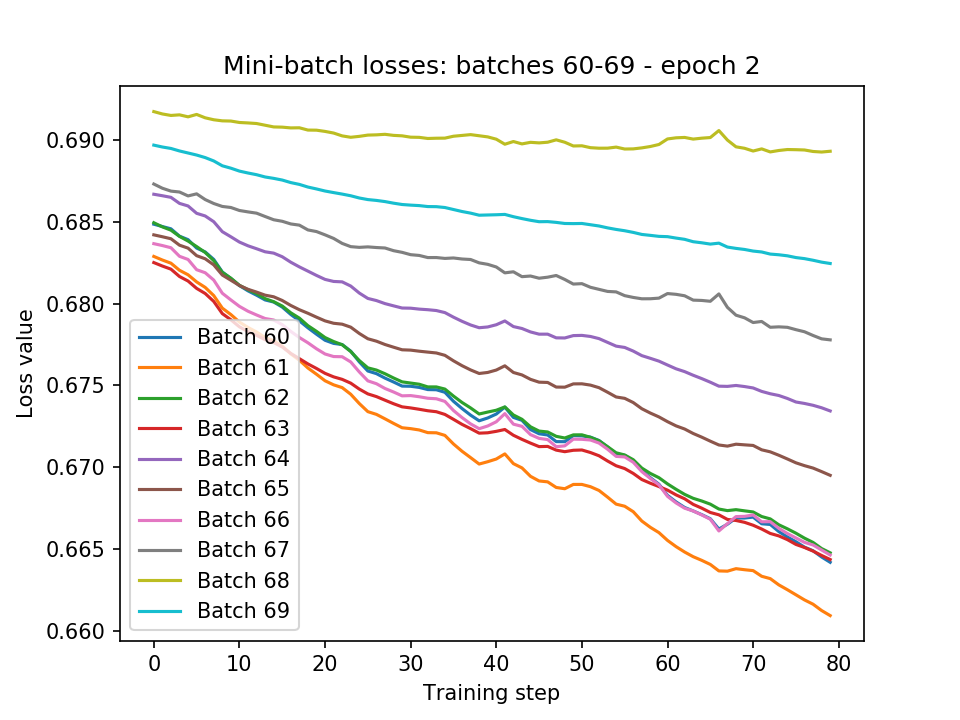 Mini-batch losses: batches 60-69 - epoch 2
Loss value
0.690
0.685
0.680
0.675
0.670
0.665
0.660
Batch 60
Batch 61
Batch 62
Batch 63
Batch 64
Batch 65
Batch 66
Batch 67
Batch 68
Batch 69
0 10 20 30 40 50 60 70 80
Training step